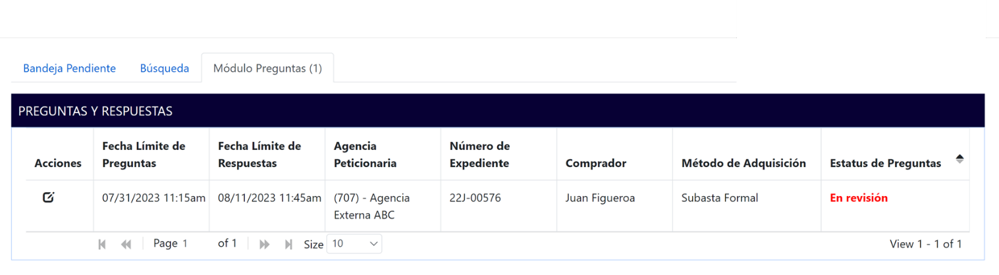 Bandeja Pendiente Búsqueda Módulo Preguntas (1)
PREGUNTAS Y RESPUESTAS
Acciones
Fecha Límite de Preguntas
Fecha Límite de Respuestas
Agencia Peticionaria
Número de Expediente
Comprador
Método de Adquisición
Estatus de Preguntas
07/31/2023 11:15am
08/11/2023 11:45am
(707) - Agencia Externa ABC
22J-00576
Juan Figueroa
Subasta Formal
En revisión
Page 1 of 1 Size 10 View 1 - 1 of 1